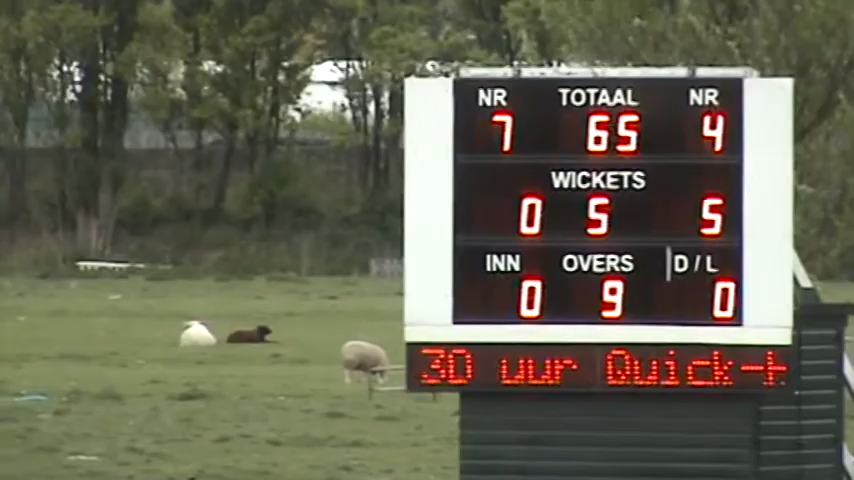 NR TOTAAL NR
7 65 4
WICKETS
0 5 5
INN OVERS D/L
0 9 0
30 uur Quick-